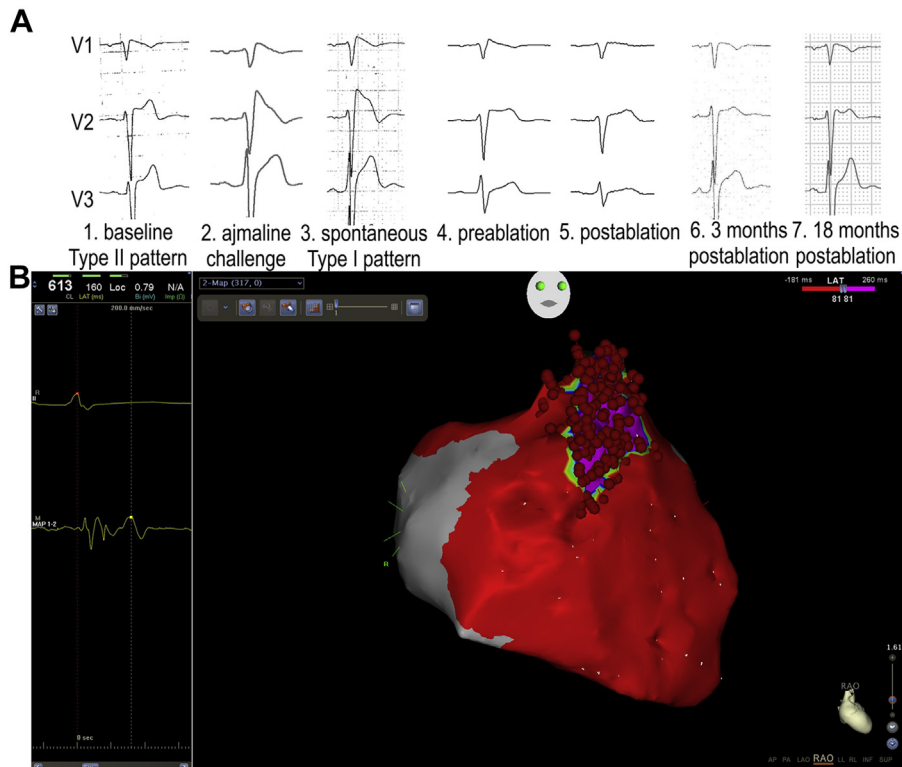 A
V1
V2
V3
1. baseline
Type II pattern
2. ajmaline
challenge
3. spontaneous
Type I pattern
4. preablation
5. postablation
6. 3 months
postablation
7. 18 months
postablation
B
613 160 Loc 0.79 N/A
CL LAT (ms) Bi (mV) Imp (Ω)
200.0 mm/sec
R
II
M
MAP 1-2
0 sec
2-Map (317, 0)
1
-191 ms LAT 260 ms
81 81
R
1.61
RAO
AP PA LAO RAO LL RL INF SUP